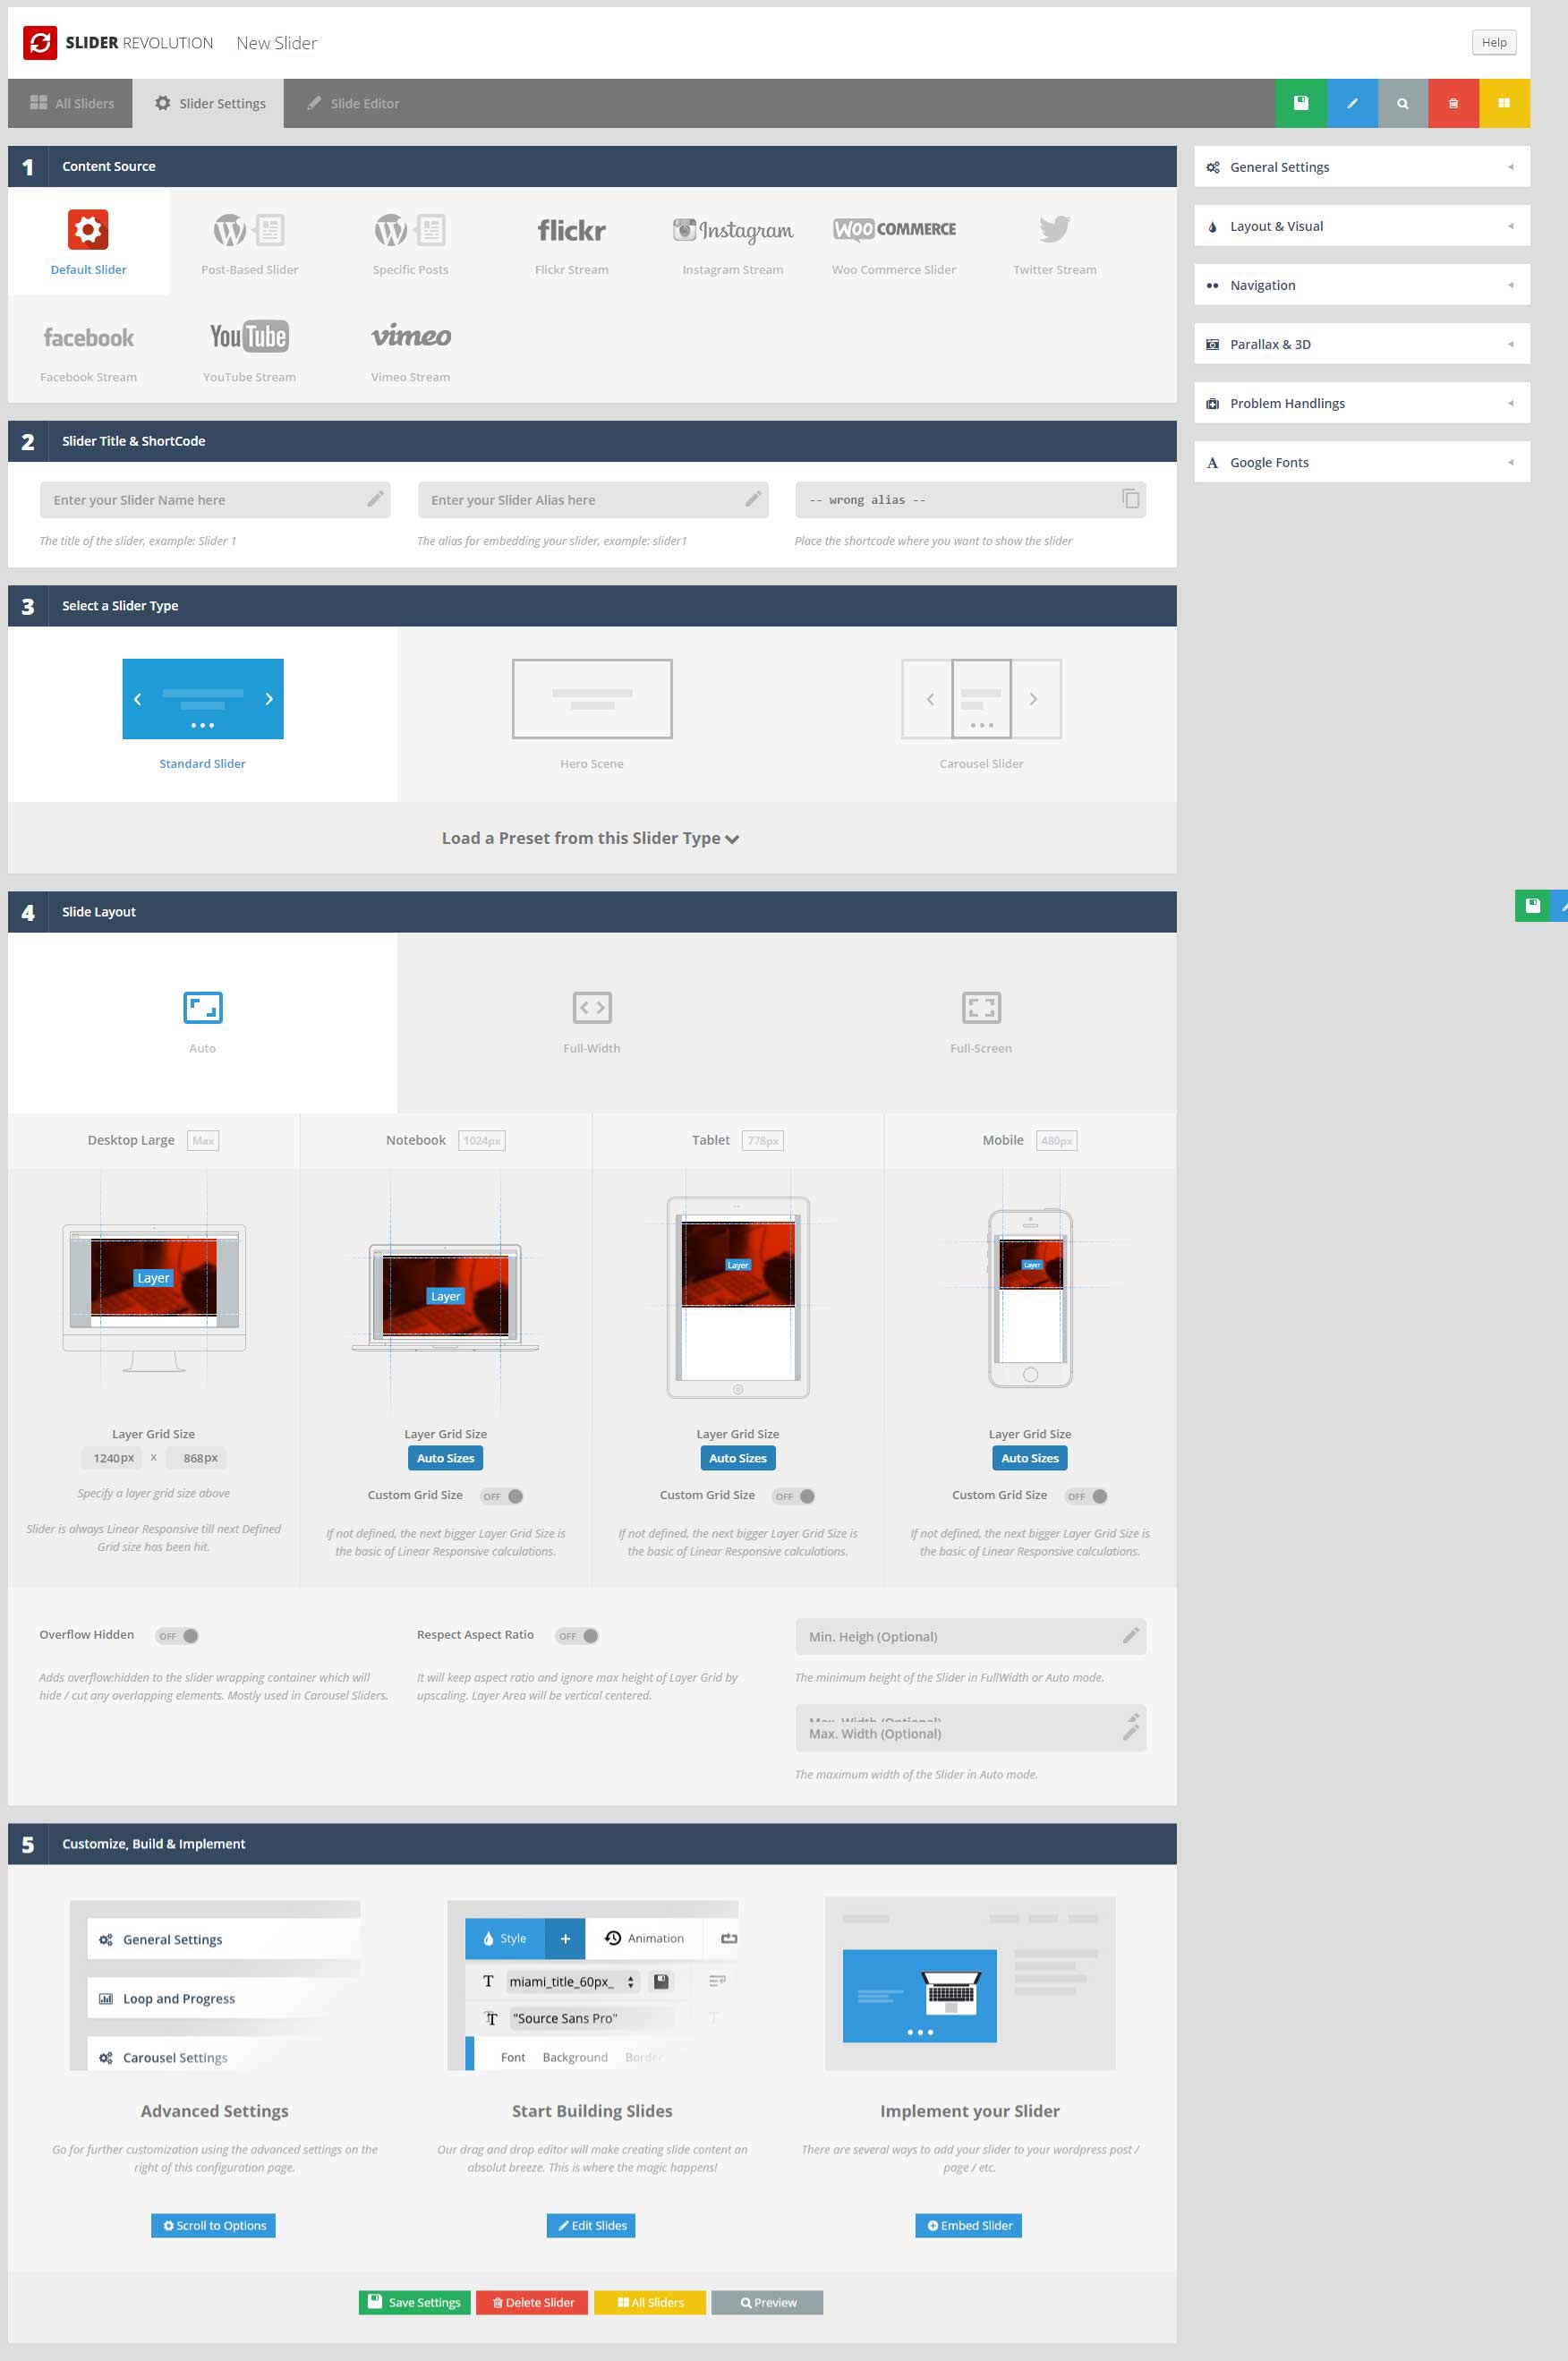 SLIDER REVOLUTION New Slider Help
All Sliders Slider Settings Slide Editor
1 Content Source
Default Slider
Post-Based Slider
Specific Posts
flickr
Flickr Stream
Instagram
Instagram Stream
WOO COMMERCE
Woo Commerce Slider
Twitter Stream
facebook
Facebook Stream
YouTube
YouTube Stream
vimeo
Vimeo Stream
General Settings
Layout & Visual
Navigation
Parallax & 3D
Problem Handlings
A Google Fonts
2 Slider Title & ShortCode
Enter your Slider Name here
The title of the slider, example: Slider 1
Enter your Slider Alias here
The alias for embedding your slider, example: slider1
-- wrong alias --
Place the shortcode where you want to show the slider
3 Select a Slider Type
Standard Slider
Hero Scene
Carousel Slider
Load a Preset from this Slider Type
4 Slide Layout
Auto
Full-Width
Full-Screen
Desktop Large Max
Layer
Layer Grid Size
1240px x 868px
Specify a layer grid size above
Slider is always Linear Responsive till next Defined
Grid size has been hit.
Notebook 1024px
Layer
Layer Grid Size
Auto Sizes
Custom Grid Size OFF
If not defined, the next bigger Layer Grid Size is
the basic of Linear Responsive calculations.
Tablet 778px
Layer
Layer Grid Size
Auto Sizes
Custom Grid Size OFF
If not defined, the next bigger Layer Grid Size is
the basic of Linear Responsive calculations.
Mobile 480px
Layer
Layer Grid Size
Auto Sizes
Custom Grid Size OFF
If not defined, the next bigger Layer Grid Size is
the basic of Linear Responsive calculations.
Overflow Hidden OFF
Adds overflow:hidden to the slider wrapping container which will
hide / cut any overlapping elements. Mostly used in Carousel Sliders.
Respect Aspect Ratio OFF
It will keep aspect ratio and ignore max height of Layer Grid by
upscaling. Layer Area will be vertical centered.
Min. Heigh (Optional)
The minimum height of the Slider in FullWidth or Auto mode.
Max. Width (Optional)
Max. Width (Optional)
The maximum width of the Slider in Auto mode.
5 Customize, Build & Implement
General Settings
Loop and Progress
Carousel Settings
Advanced Settings
Go for further customization using the advanced settings on the
right of this configuration page.
Scroll to Options
Style + Animation
T miami_title_60px_
T "Source Sans Pro" T
Font Background Border
Start Building Slides
Our drag and drop editor will make creating slide content an
absolut breeze. This is where the magic happens!
Edit Slides
Implement your Slider
There are several ways to add your slider to your wordpress post /
page / etc.
Embed Slider
Save Settings Delete Slider All Sliders Preview